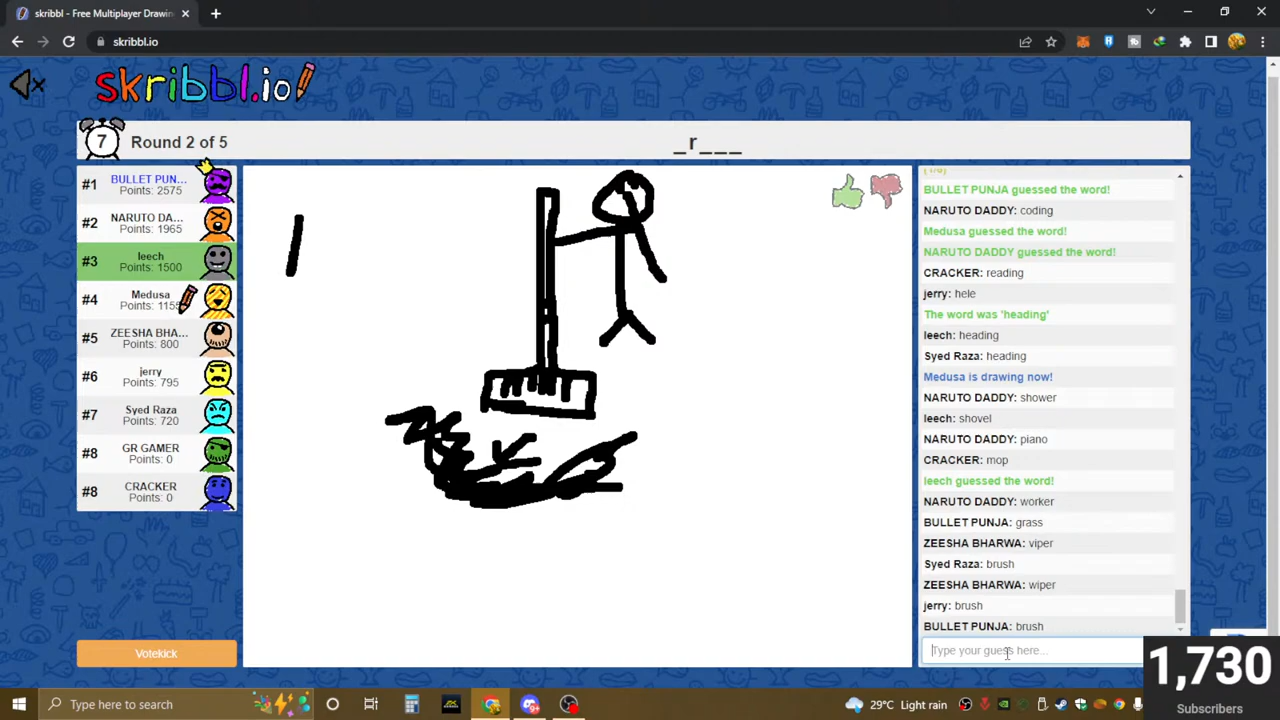 skribbl - Free Multiplayer Drawin
skribbl.io
skribbl.io
7
Round 2 of 5
_r___
#1
BULLET PUN...
Points: 2575
#2
NARUTO DA...
Points: 1965
#3
leech
Points: 1500
#4
Medusa
Points: 1155
#5
ZEESHA BHA...
Points: 800
#6
jerry
Points: 795
#7
Syed Raza
Points: 720
#8
GR GAMER
Points: 0
#8
CRACKER
Points: 0
Votekick
BULLET PUNJA guessed the word!
NARUTO DADDY: coding
Medusa guessed the word!
NARUTO DADDY guessed the word!
CRACKER: reading
jerry: hele
The word was 'heading'
leech: heading
Syed Raza: heading
Medusa is drawing now!
NARUTO DADDY: shower
leech: shovel
NARUTO DADDY: piano
CRACKER: mop
leech guessed the word!
NARUTO DADDY: worker
BULLET PUNJA: grass
ZEESHA BHARWA: viper
Syed Raza: brush
ZEESHA BHARWA: wiper
jerry: brush
BULLET PUNJA: brush
Type your guess here...
1,730
Subscribers
Type here to search
29°C Light rain